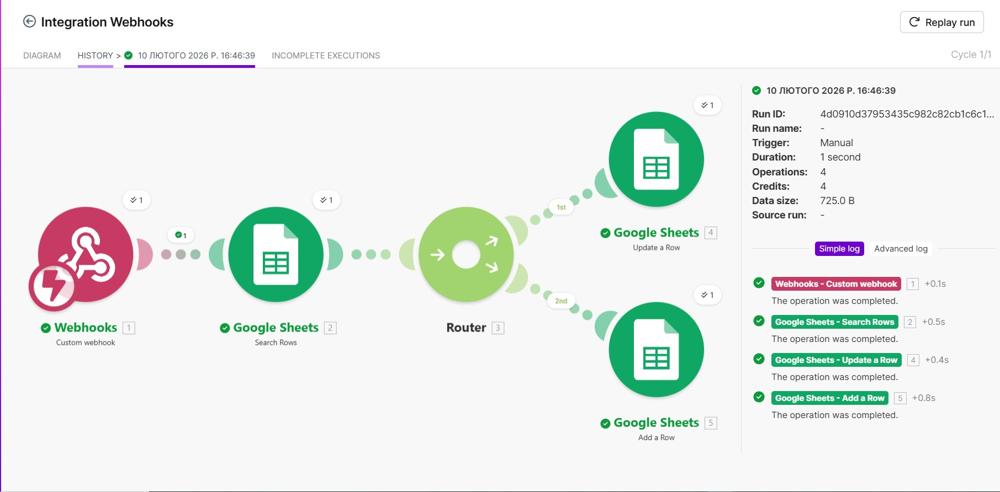 Integration Webhooks
Replay run
DIAGRAM
HISTORY > 10 ЛЮТОГО 2026 Р. 16:46:39
INCOMPLETE EXECUTIONS
Cycle 1/1
1
Webhooks 1
Custom webhook
1
1
Google Sheets 2
Search Rows
Router 3
1st
2nd
1
Google Sheets 4
Update a Row
1
Google Sheets 5
Add a Row
10 ЛЮТОГО 2026 Р. 16:46:39
Run ID: 4d0910d37953435c982c82cb1c6c1...
Run name: -
Trigger: Manual
Duration: 1 second
Operations: 4
Credits: 4
Data size: 725.0 B
Source run: -
Simple log
Advanced log
Webhooks - Custom webhook 1 +0.1s
The operation was completed.
Google Sheets - Search Rows 2 +0.5s
The operation was completed.
Google Sheets - Update a Row 4 +0.4s
The operation was completed.
Google Sheets - Add a Row 5 +0.8s
The operation was completed.